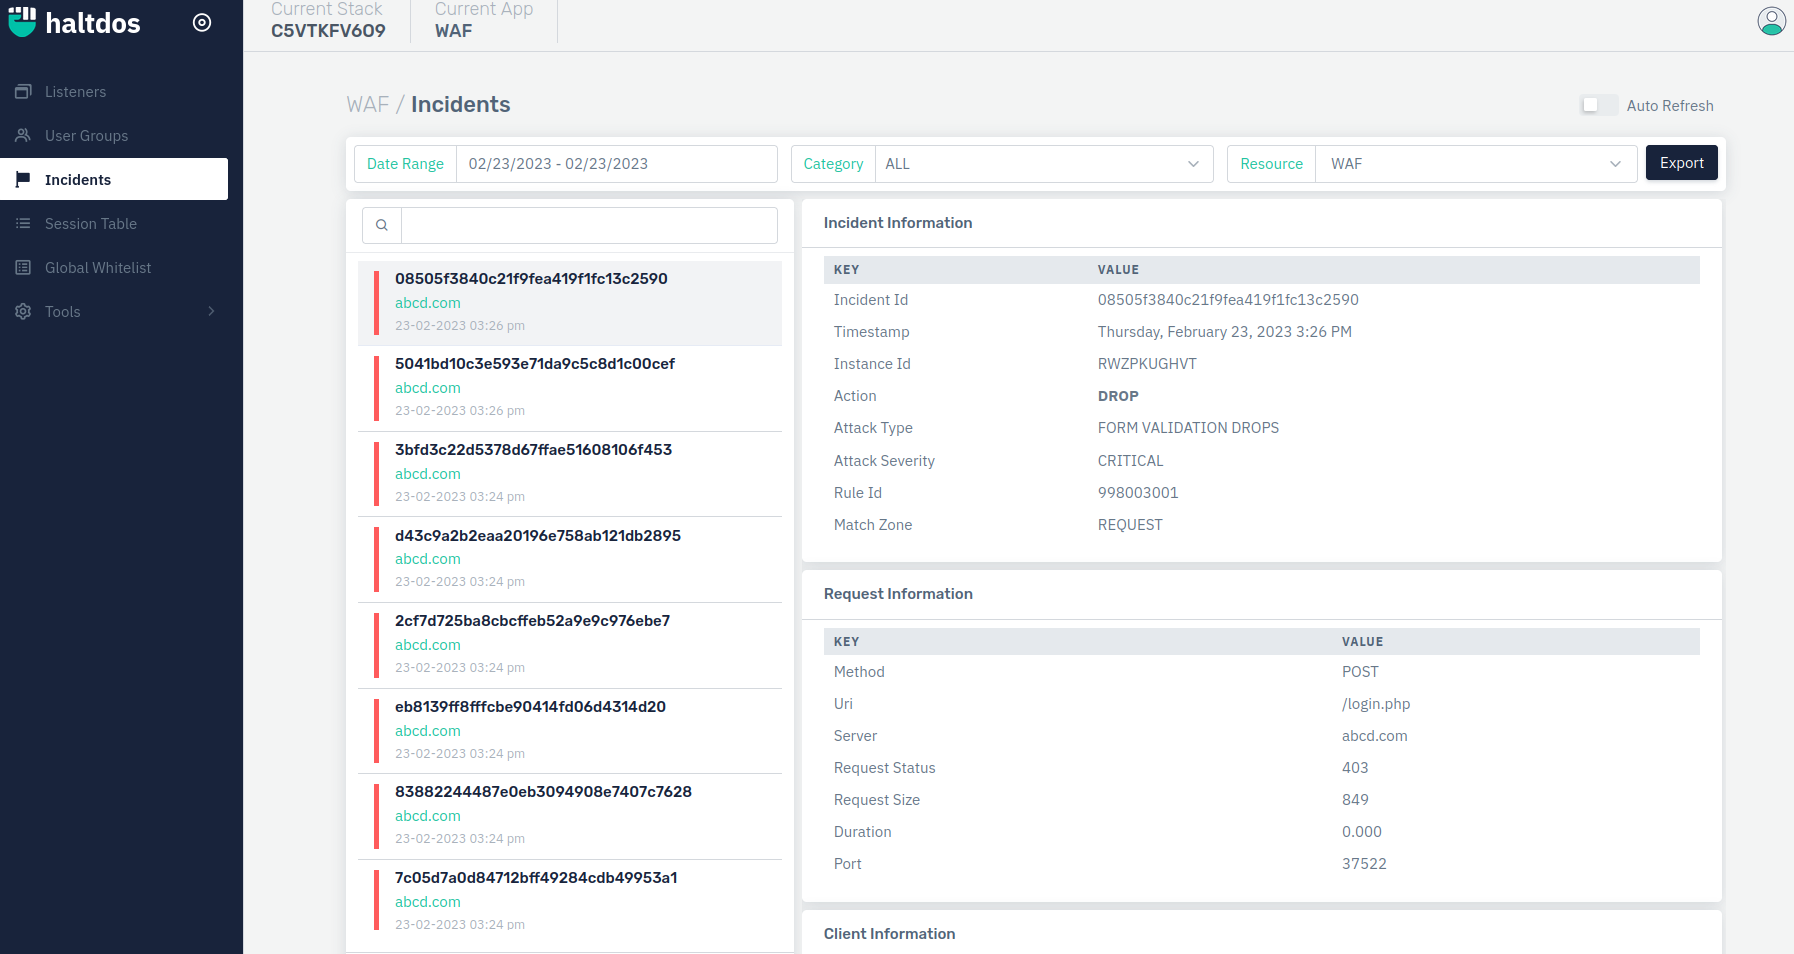 haltdos
Current Stack
C5VTKFV6O9
Current App
WAF
Listeners
User Groups
Incidents
Session Table
Global Whitelist
Tools
WAF / Incidents
Auto Refresh
Date Range 02/23/2023 - 02/23/2023
Category ALL
Resource WAF
Export
08505f3840c21f9fea419f1fc13c2590
abcd.com
23-02-2023 03:26 pm
5041bd10c3e593e71da9c5c8d1c00cef
abcd.com
23-02-2023 03:26 pm
3bfd3c22d5378d67ffae51608106f453
abcd.com
23-02-2023 03:24 pm
d43c9a2b2eaa20196e758ab121db2895
abcd.com
23-02-2023 03:24 pm
2cf7d725ba8cbcffeb52a9e9c976ebe7
abcd.com
23-02-2023 03:24 pm
eb8139ff8fffcbe90414fd06d4314d20
abcd.com
23-02-2023 03:24 pm
83882244487e0eb3094908e7407c7628
abcd.com
23-02-2023 03:24 pm
7c05d7a0d84712bff49284cdb49953a1
abcd.com
23-02-2023 03:24 pm
Incident Information
KEY VALUE
Incident Id 08505f3840c21f9fea419f1fc13c2590
Timestamp Thursday, February 23, 2023 3:26 PM
Instance Id RWZPKUGHVT
Action DROP
Attack Type FORM VALIDATION DROPS
Attack Severity CRITICAL
Rule Id 998003001
Match Zone REQUEST
Request Information
KEY VALUE
Method POST
Uri /login.php
Server abcd.com
Request Status 403
Request Size 849
Duration 0.000
Port 37522
Client Information